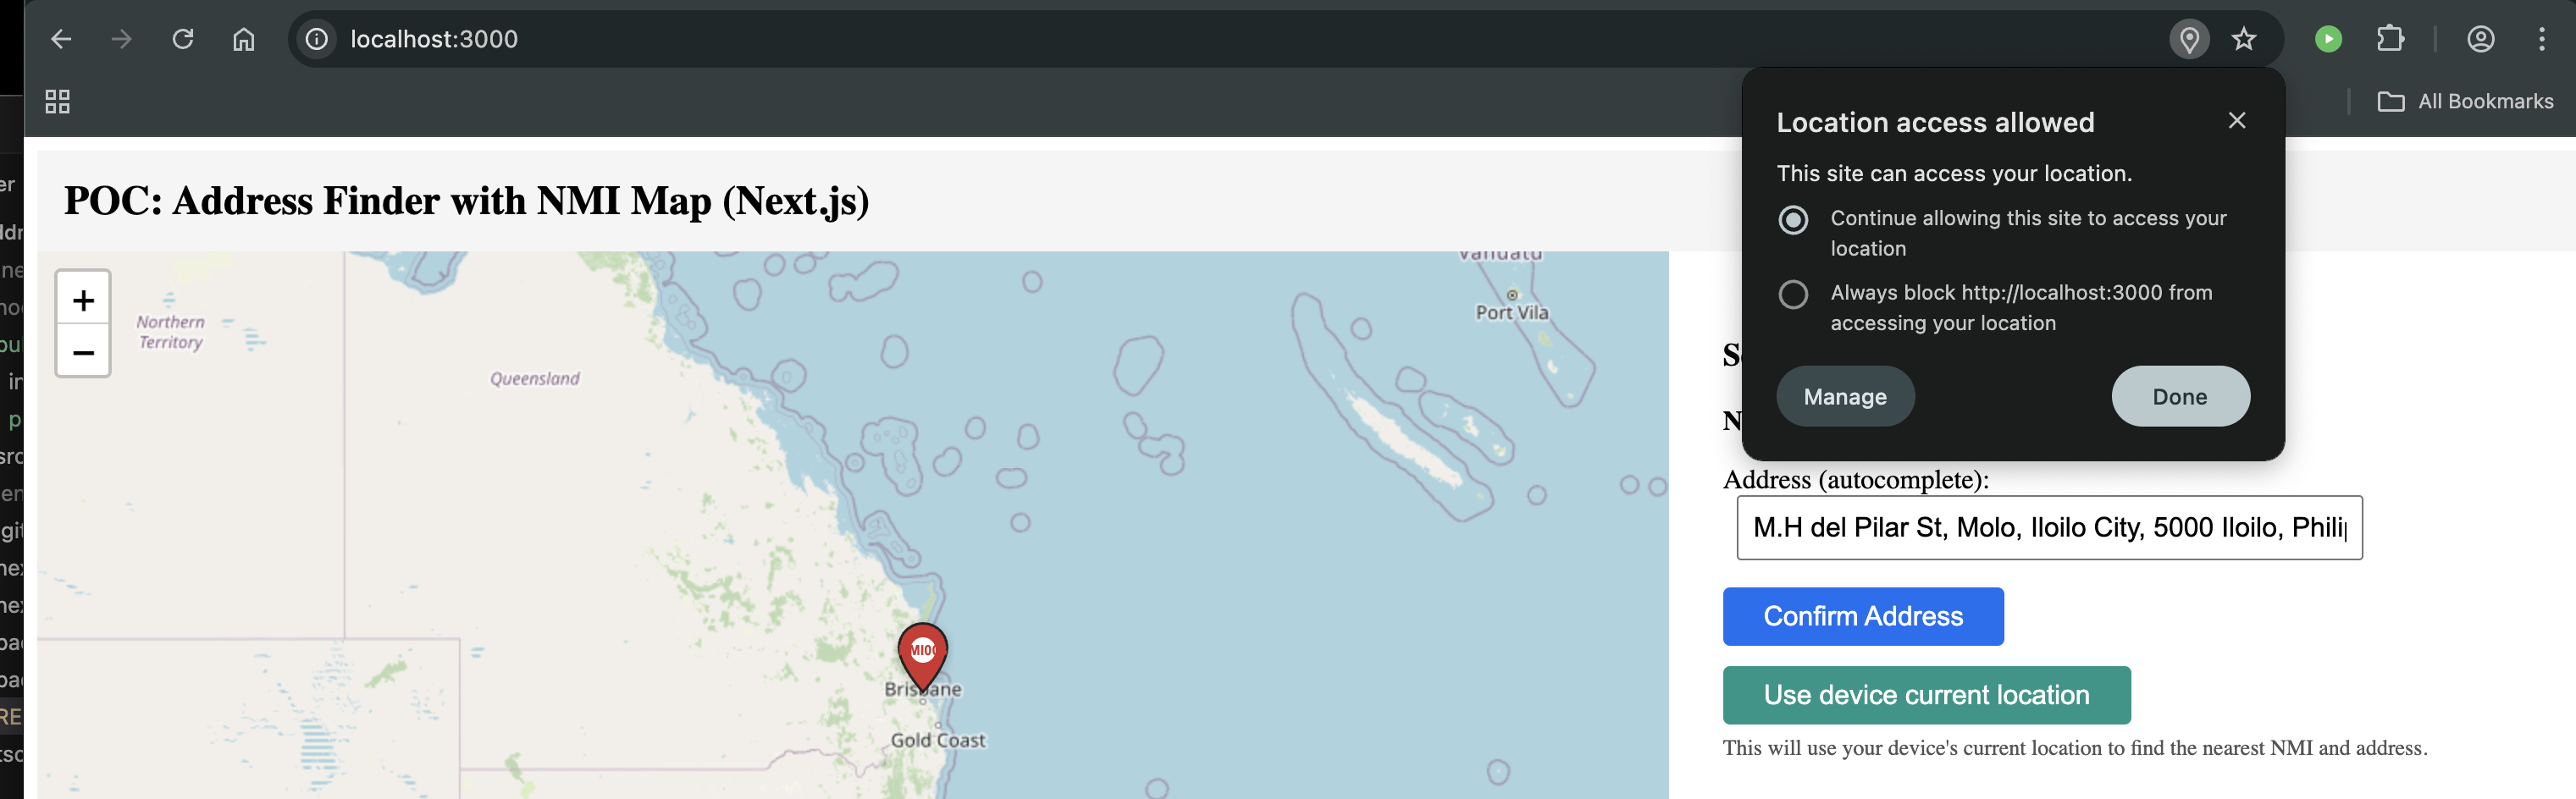 localhost:3000
All Bookmarks
Location access allowed
This site can access your location.
Continue allowing this site to access your
location
Always block http://localhost:3000 from
accessing your location
Manage
Done
POC: Address Finder with NMI Map (Next.js)
+
−
Northern
Territory
Queensland
Vanuatu
Port Vila
Brisbane
Gold Coast
Address (autocomplete):
M.H del Pilar St, Molo, Iloilo City, 5000 Iloilo, Phili
Confirm Address
Use device current location
This will use your device's current location to find the nearest NMI and address.